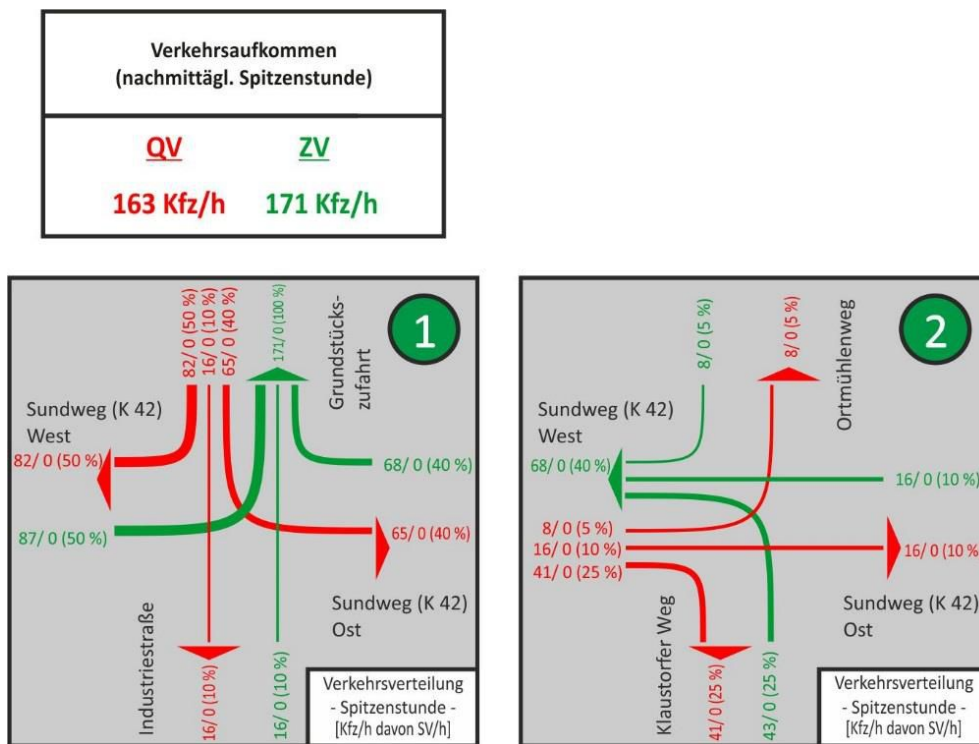 Verkehrsaufkommen
(nachmittägl. Spitzenstunde)
QV ZV
163 Kfz/h 171 Kfz/h
82/ 0 (50 %)
16/ 0 (10 %)
65/ 0 (40 %)
171/ 0 (100 %)
Grundstücks-
zufahrt
1
Sundweg (K 42)
West
82/ 0 (50 %)
68/ 0 (40 %)
87/ 0 (50 %)
65/ 0 (40 %)
Industriestraße
Sundweg (K 42)
Ost
16/ 0 (10 %)
16/ 0 (10 %)
Verkehrsverteilung
- Spitzenstunde -
[Kfz/h davon SV/h]
8/ 0 (5 %)
8/ 0 (5 %)
Ortmühlenweg
2
Sundweg (K 42)
West
68/ 0 (40 %)
16/ 0 (10 %)
8/ 0 (5 %)
16/ 0 (10 %)
16/ 0 (10 %
41/ 0 (25 %)
Klaustorfer Weg
Sundweg (K 42)
Ost
41/ 0 (25 %)
43/ 0 (25 %)
Verkehrsverteilung
- Spitzenstunde -
[Kfz/h davon SV/h]